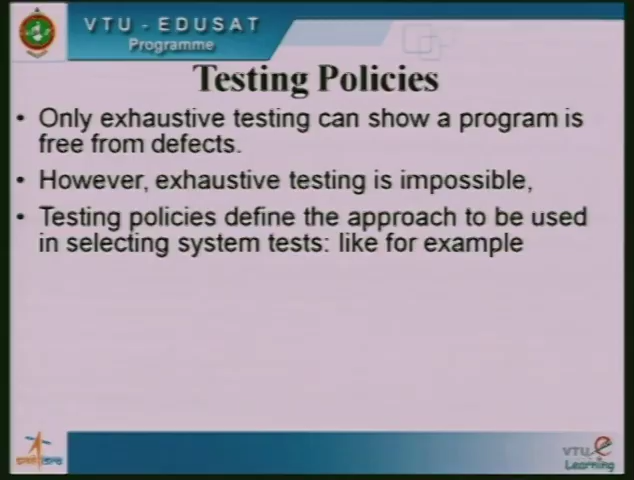 VTU - EDUSAT
Programme
Testing Policies
• Only exhaustive testing can show a program is
free from defects.
• However, exhaustive testing is impossible,
• Testing policies define the approach to be used
in selecting system tests: like for example
VTU e
Learning